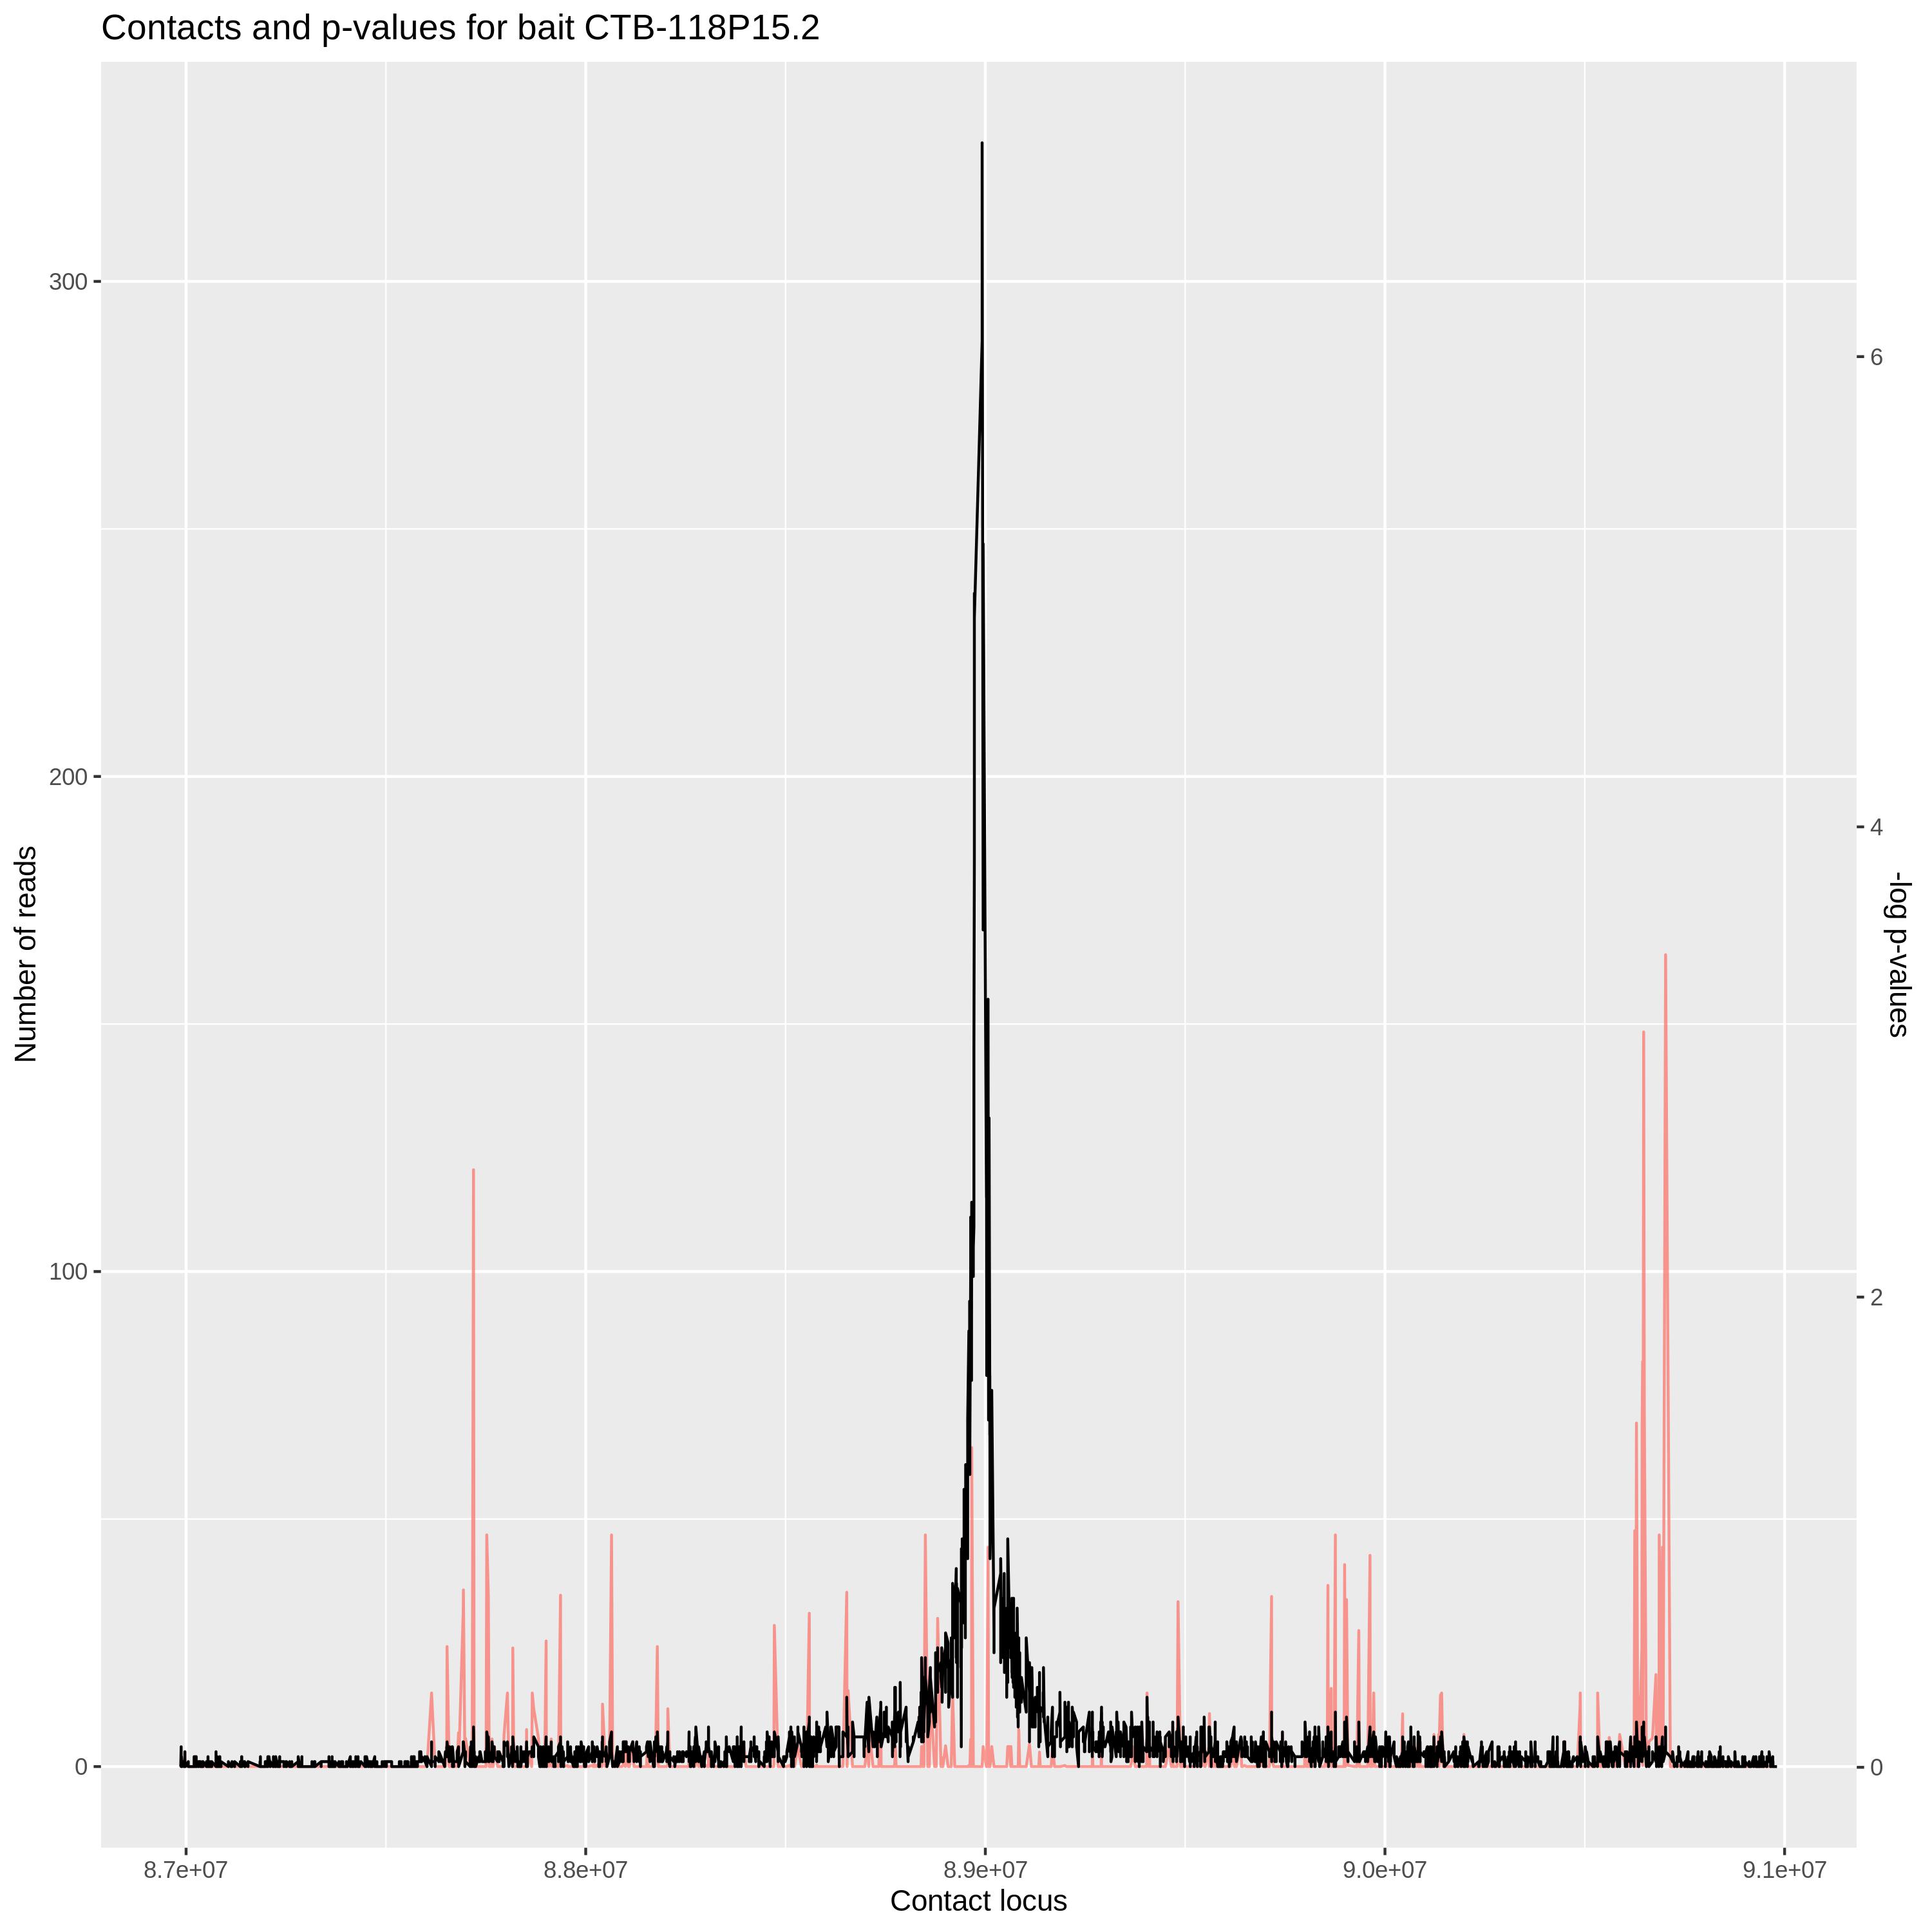 Contacts and p-values for bait CTB-118P15.2
Number of reads
300
200
100
0
6
4
2
0
-log p-values
8.7e+07 8.8e+07 8.9e+07 9.0e+07 9.1e+07
Contact locus